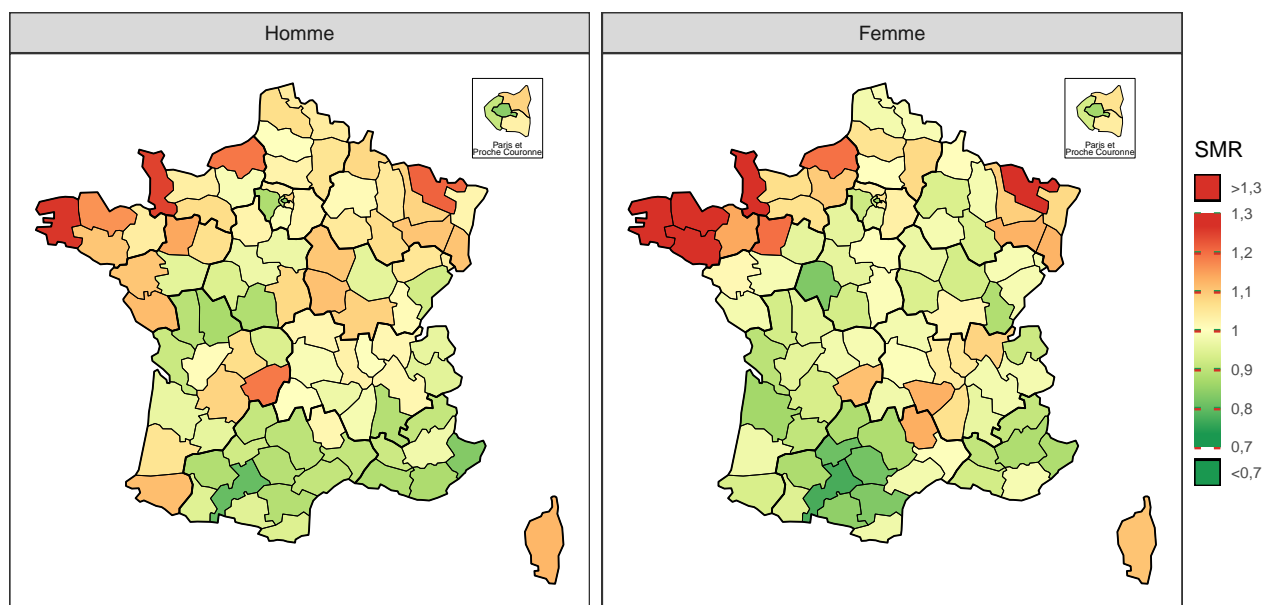 Homme
Femme
Paris et
Proche Couronne
Paris et
Proche Couronne
SMR
>1,3
1,3
1,2
1,1
1
0,9
0,8
0,7
<0,7